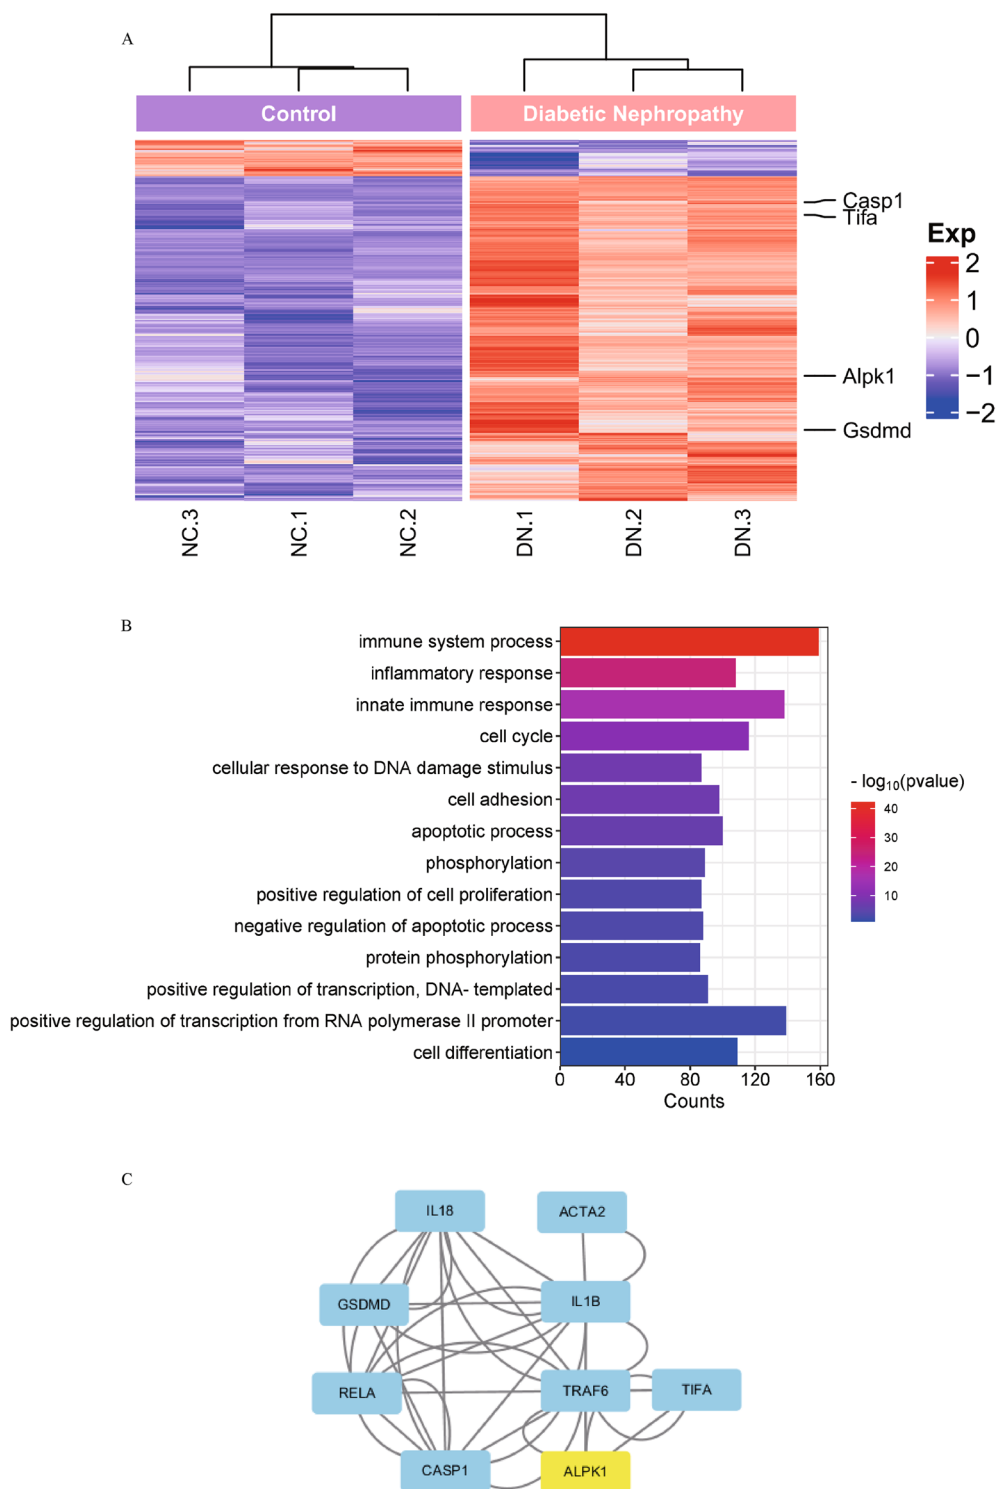 A
Control
Diabetic Nephropathy
Casp1
Tifa
Alpk1
Gsdmd
Exp
2
1
0
−1
−2
NC.3
NC.1
NC.2
DN.1
DN.2
DN.3
B
immune system process
inflammatory response
innate immune response
cell cycle
cellular response to DNA damage stimulus
cell adhesion
apoptotic process
phosphorylation
positive regulation of cell proliferation
negative regulation of apoptotic process
protein phosphorylation
positive regulation of transcription, DNA- templated
positive regulation of transcription from RNA polymerase II promoter
cell differentiation
0 40 80 120 160
Counts
- log10(pvalue)
40
30
20
10
C
IL18
ACTA2
GSDMD
IL1B
RELA
TRAF6
TIFA
CASP1
ALPK1